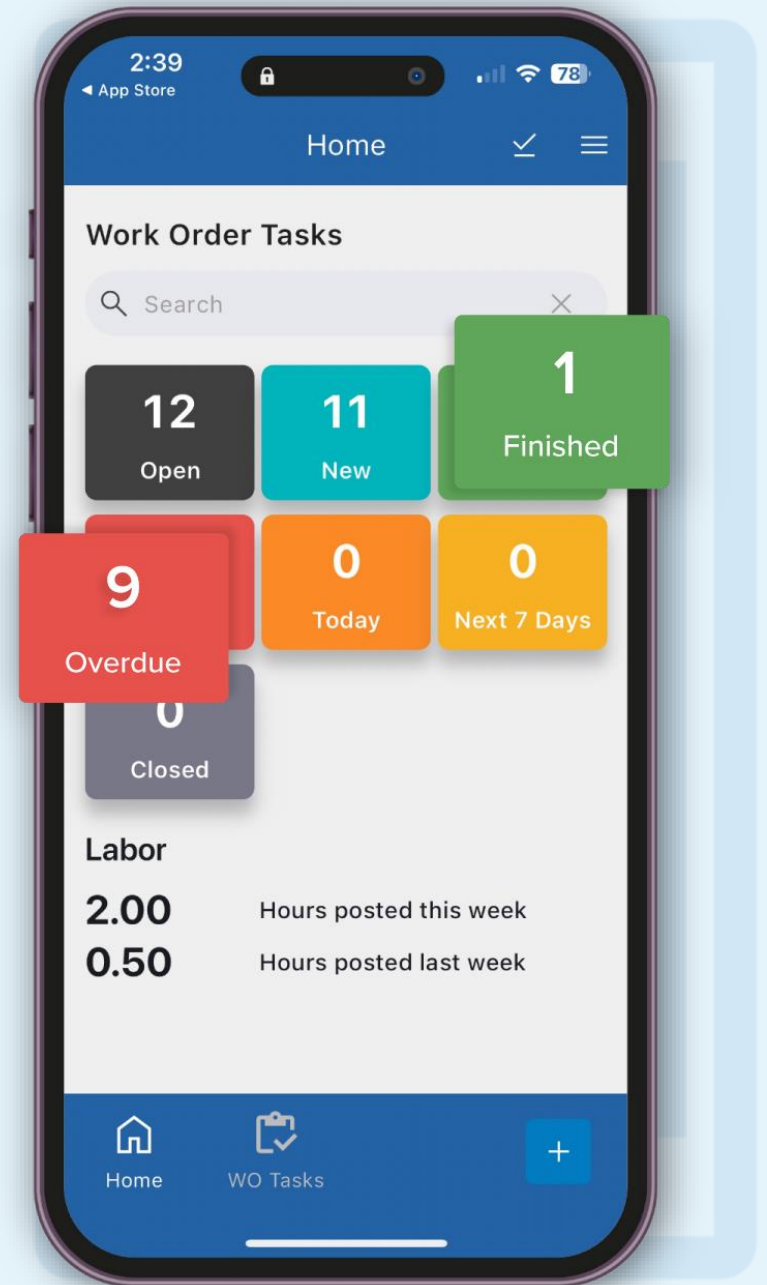 2:39
78
◀ App Store
Home
Work Order Tasks
Search
12
Open
11
New
1
Finished
9
Overdue
0
Today
0
Next 7 Days
0
Closed
Labor
2.00 Hours posted this week
0.50 Hours posted last week
Home
WO Tasks
+